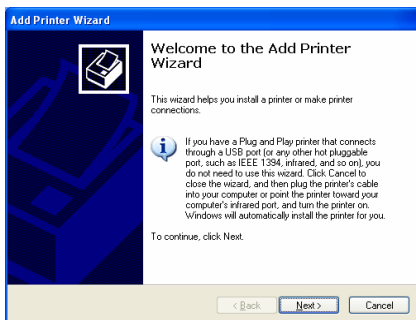 Add Printer Wizard
Welcome to the Add Printer
Wizard
This wizard helps you install a printer or make printer
connections.
If you have a Plug and Play printer that connects
through a USB port (or any other hot pluggable
port, such as IEEE 1394, infrared, and so on), you
do not need to use this wizard. Click Cancel to
close the wizard, and then plug the printer's cable
into your computer or point the printer toward your
computer's infrared port, and turn the printer on.
Windows will automatically install the printer for you.
To continue, click Next.
< Back Next > Cancel